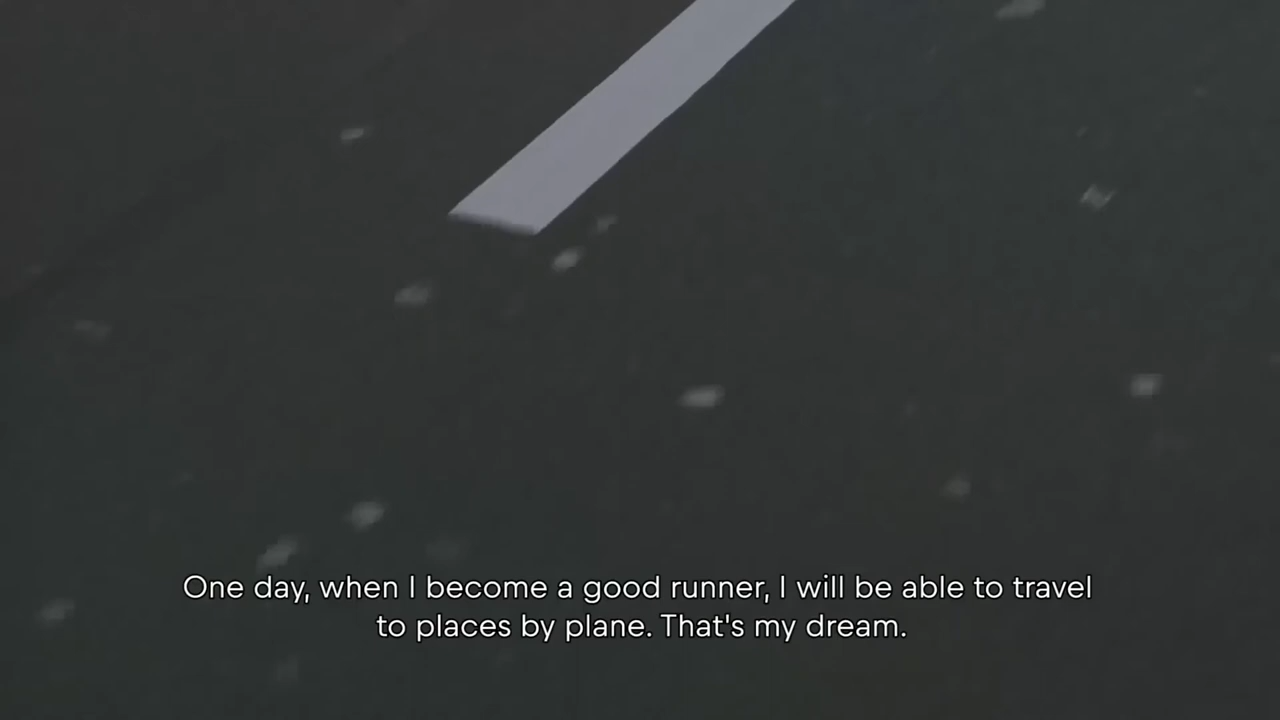 One day, when I become a good runner, I will be able to travel
to places by plane. That's my dream.